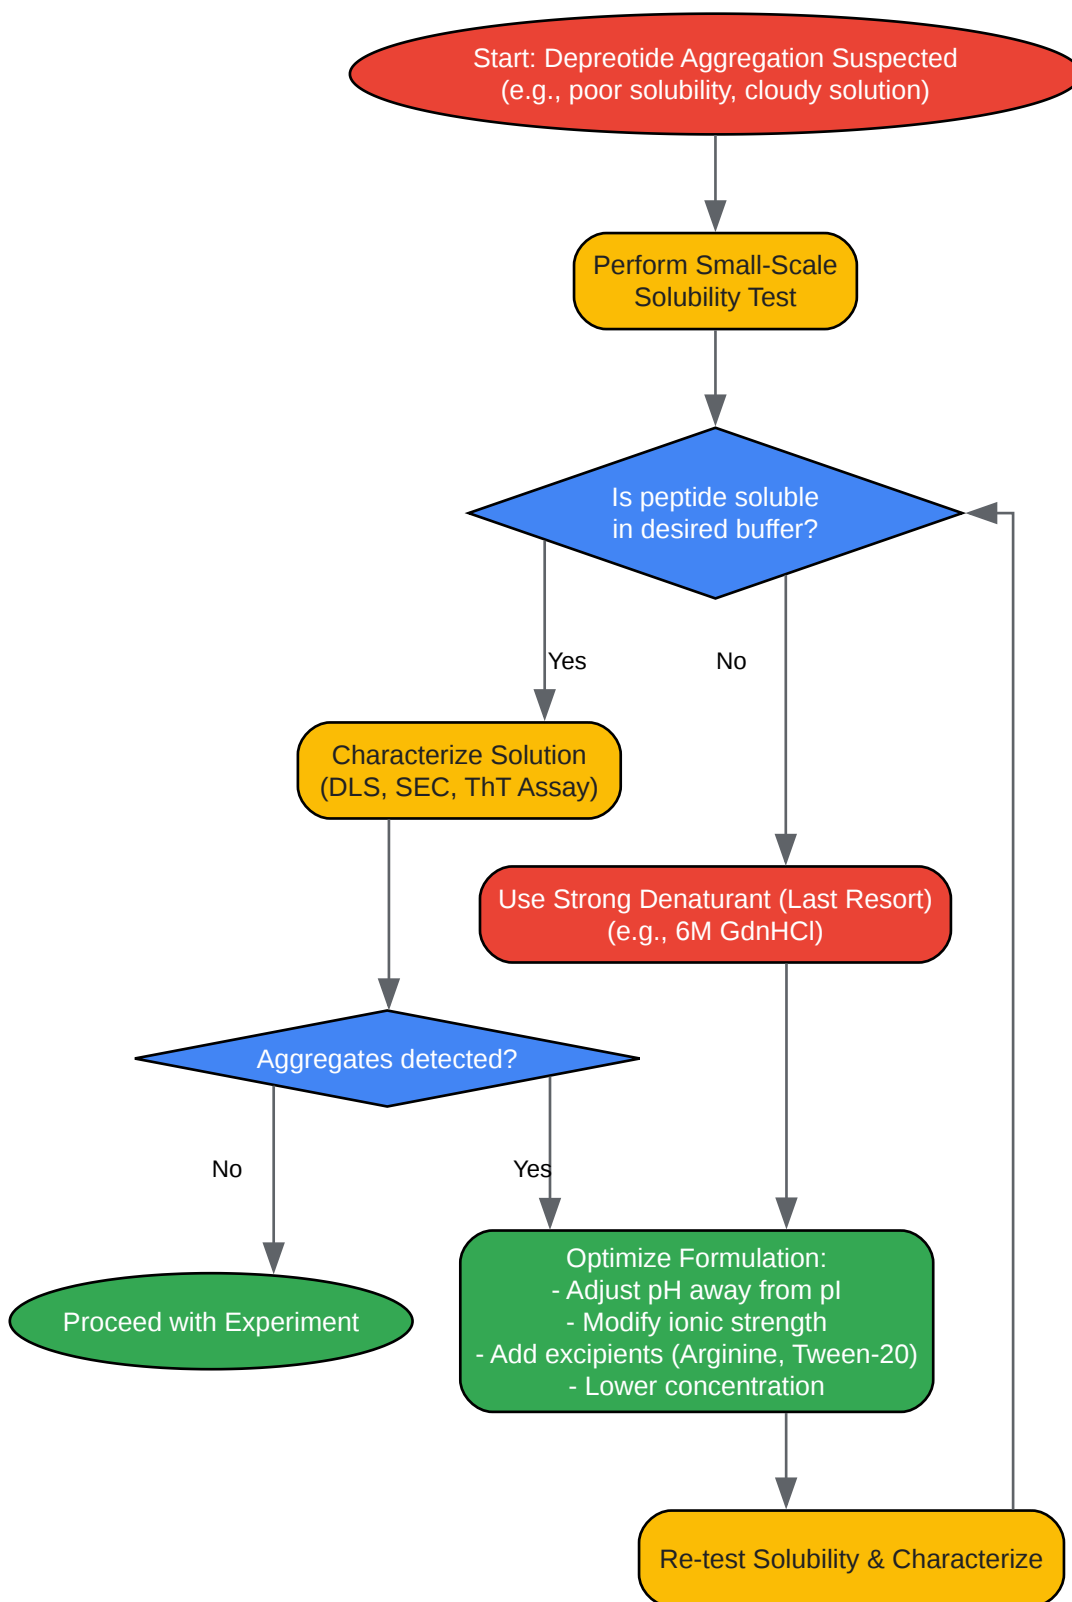 Start: Depreotide Aggregation Suspected
(e.g., poor solubility, cloudy solution)
Perform Small-Scale
Solubility Test
Is peptide soluble
in desired buffer?
Yes
No
Characterize Solution
(DLS, SEC, ThT Assay)
Use Strong Denaturant (Last Resort)
(e.g., 6M GdnHCl)
Aggregates detected?
No
Yes
Optimize Formulation:
- Adjust pH away from pI
- Modify ionic strength
- Add excipients (Arginine, Tween-20)
- Lower concentration
Proceed with Experiment
Re-test Solubility & Characterize